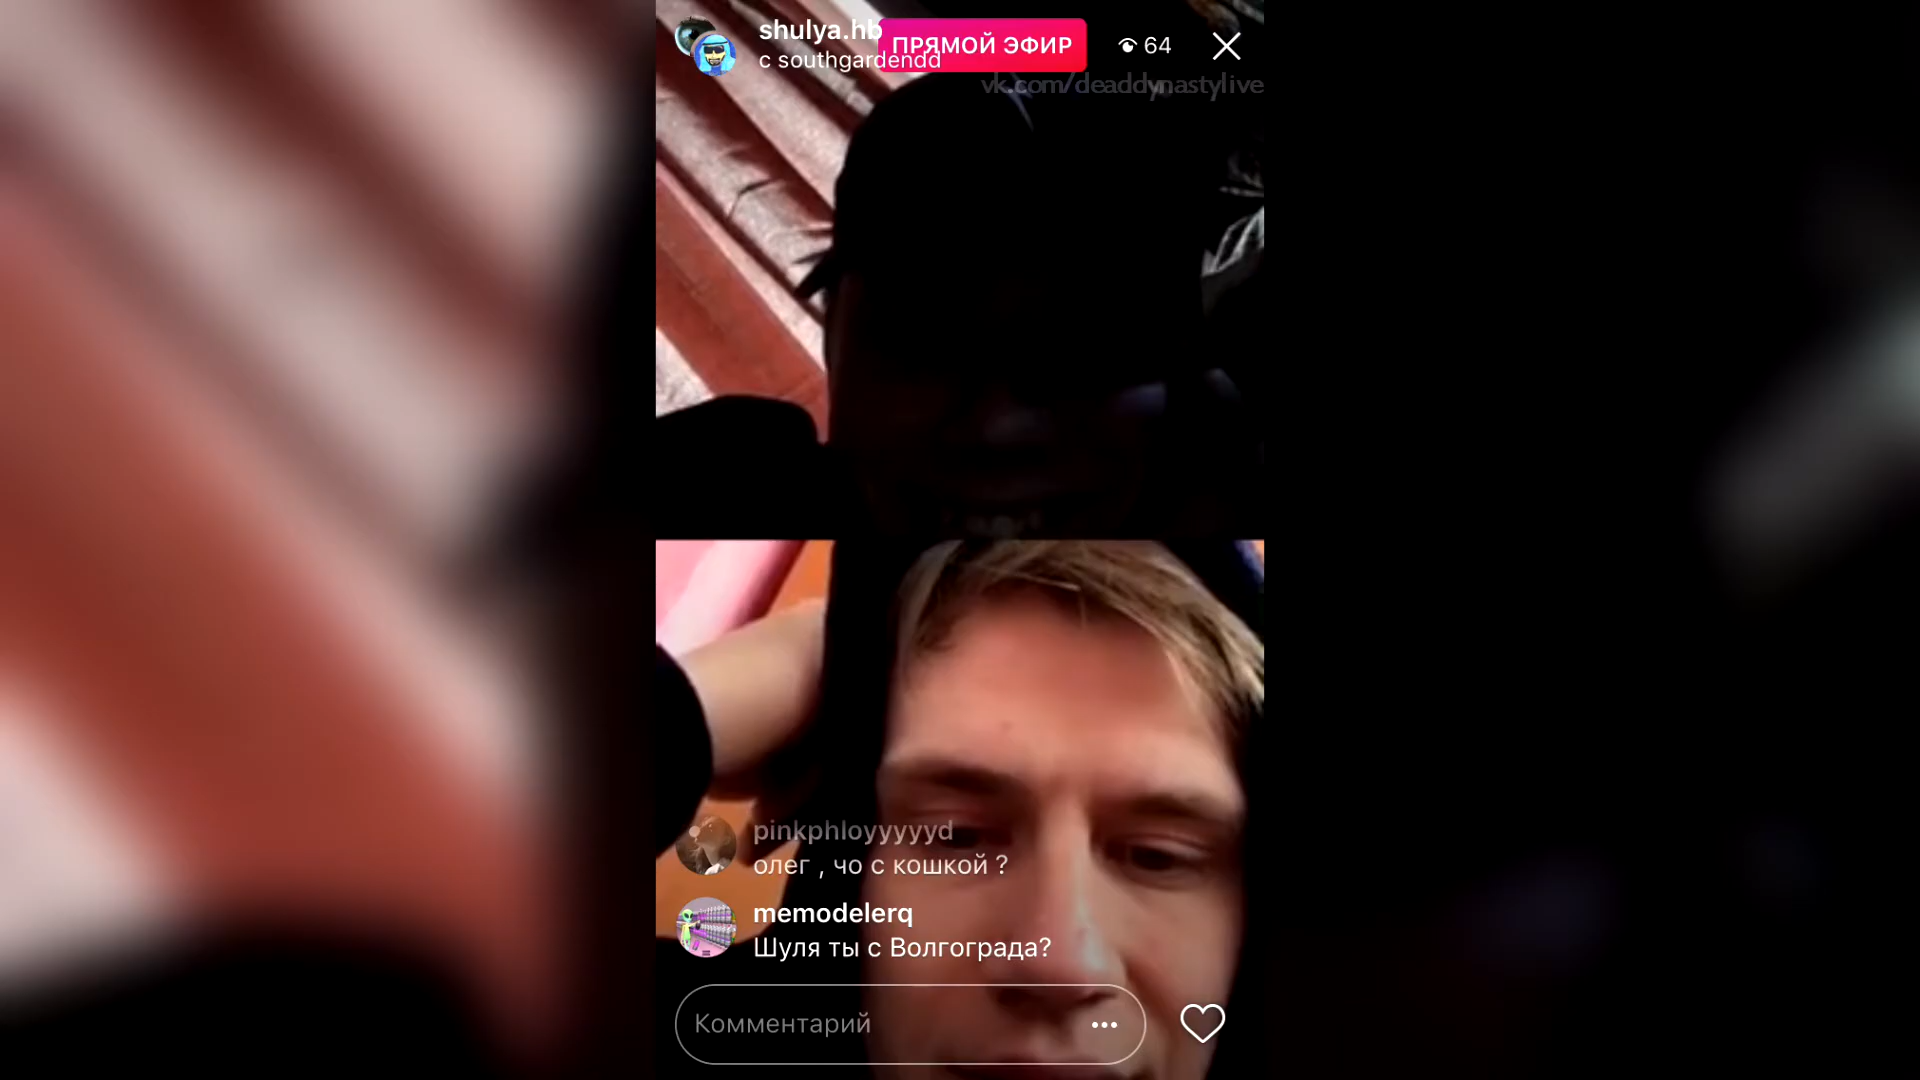 shulya.hb
ПРЯМОЙ ЭФИР
64
с southgardendd
vk.com/deaddynastylive
pinkphloyyyyyd
олег , чо с кошкой ?
memodelerq
Шуля ты с Волгограда?
Комментарий